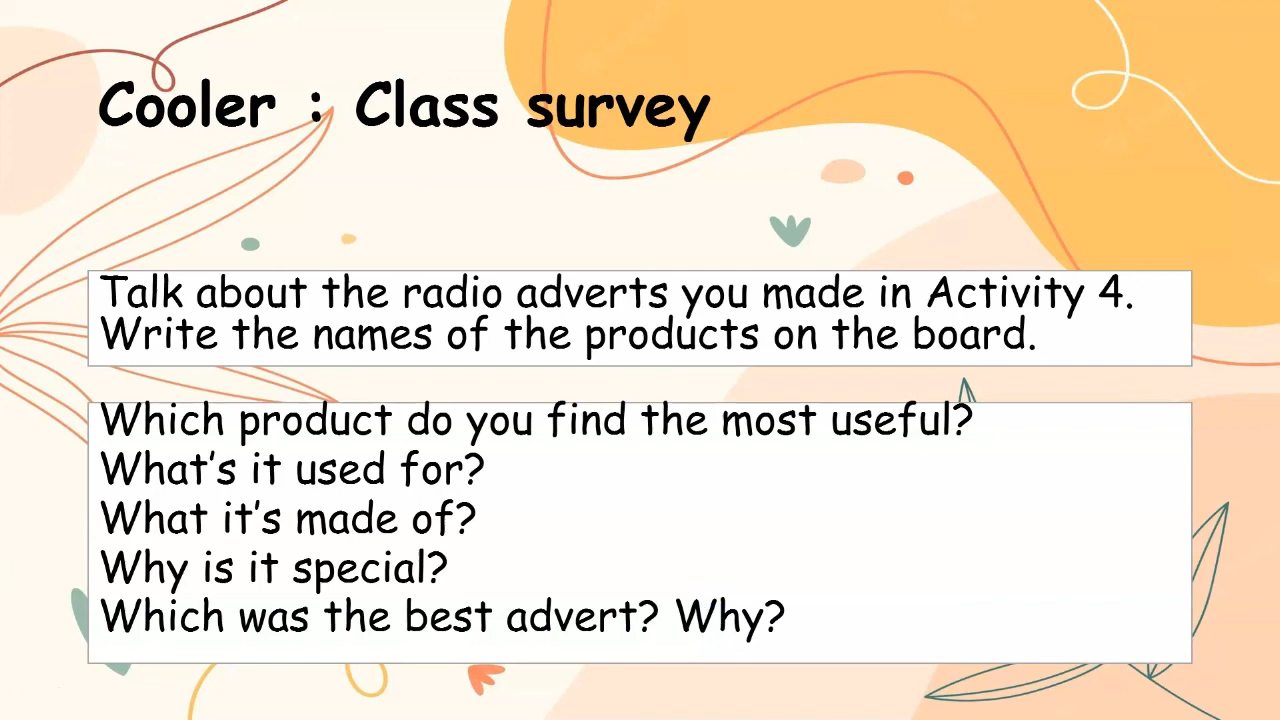 Cooler : Class survey
Talk about the radio adverts you made in Activity 4.
Write the names of the products on the board.
Which product do you find the most useful?
What's it used for?
What it's made of?
Why is it special?
Which was the best advert? Why?